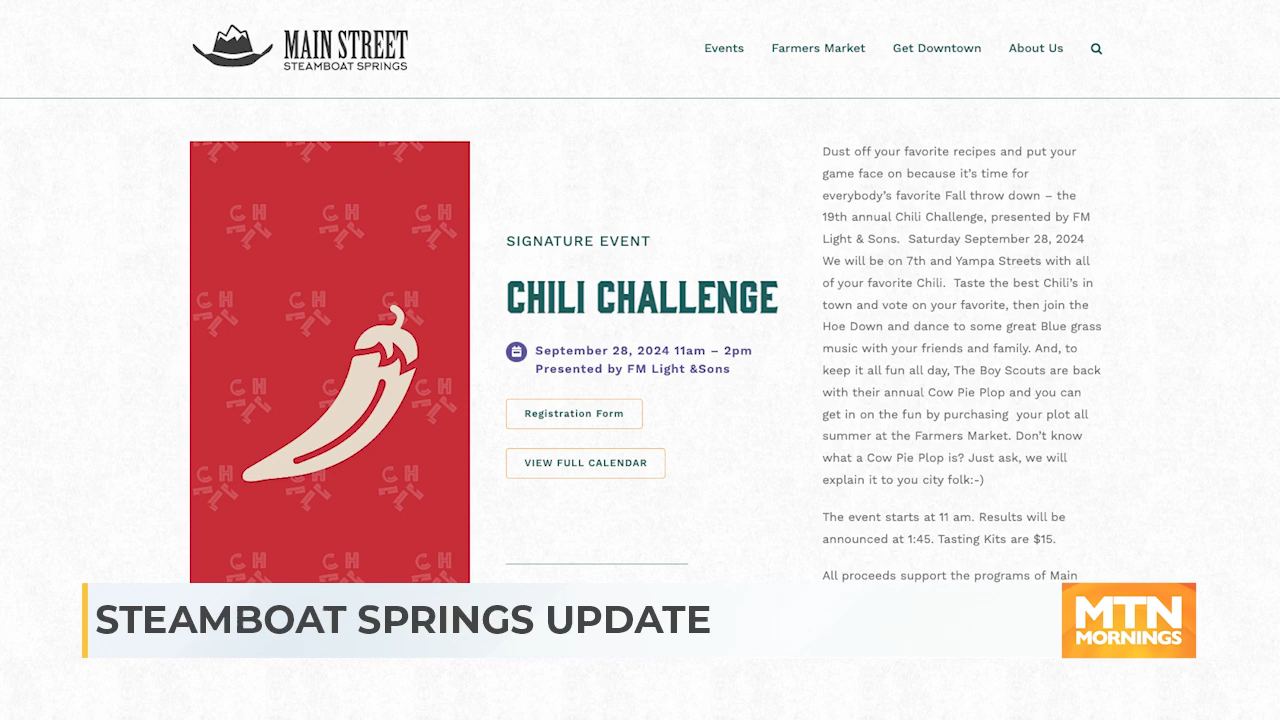 MAIN STREET
STEAMBOAT SPRINGS
Events
Farmers Market
Get Downtown
About Us
SIGNATURE EVENT
CHILI CHALLENGE
September 28, 2024 11am – 2pm
Presented by FM Light &Sons
Registration Form
VIEW FULL CALENDAR
Dust off your favorite recipes and put your
game face on because it's time for
everybody's favorite Fall throw down – the
19th annual Chili Challenge, presented by FM
Light & Sons.  Saturday September 28, 2024
We will be on 7th and Yampa Streets with all
of your favorite Chili.  Taste the best Chili's in
town and vote on your favorite, then join the
Hoe Down and dance to some great Blue grass
music with your friends and family. And, to
keep it all fun all day, The Boy Scouts are back
with their annual Cow Pie Plop and you can
get in on the fun by purchasing  your plot all
summer at the Farmers Market. Don't know
what a Cow Pie Plop is? Just ask, we will
explain it to you city folk:-)
The event starts at 11 am. Results will be
announced at 1:45. Tasting Kits are $15.
All proceeds support the programs of Main
STEAMBOAT SPRINGS UPDATE
MTN
MORNINGS